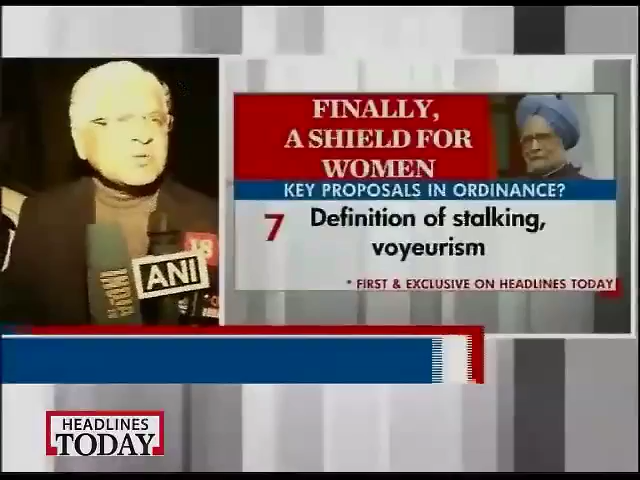 FINALLY,
A SHIELD FOR
WOMEN
KEY PROPOSALS IN ORDINANCE?
7 Definition of stalking,
voyeurism
* FIRST & EXCLUSIVE ON HEADLINES TODAY
18
ANI
HEADLINES
TODAY